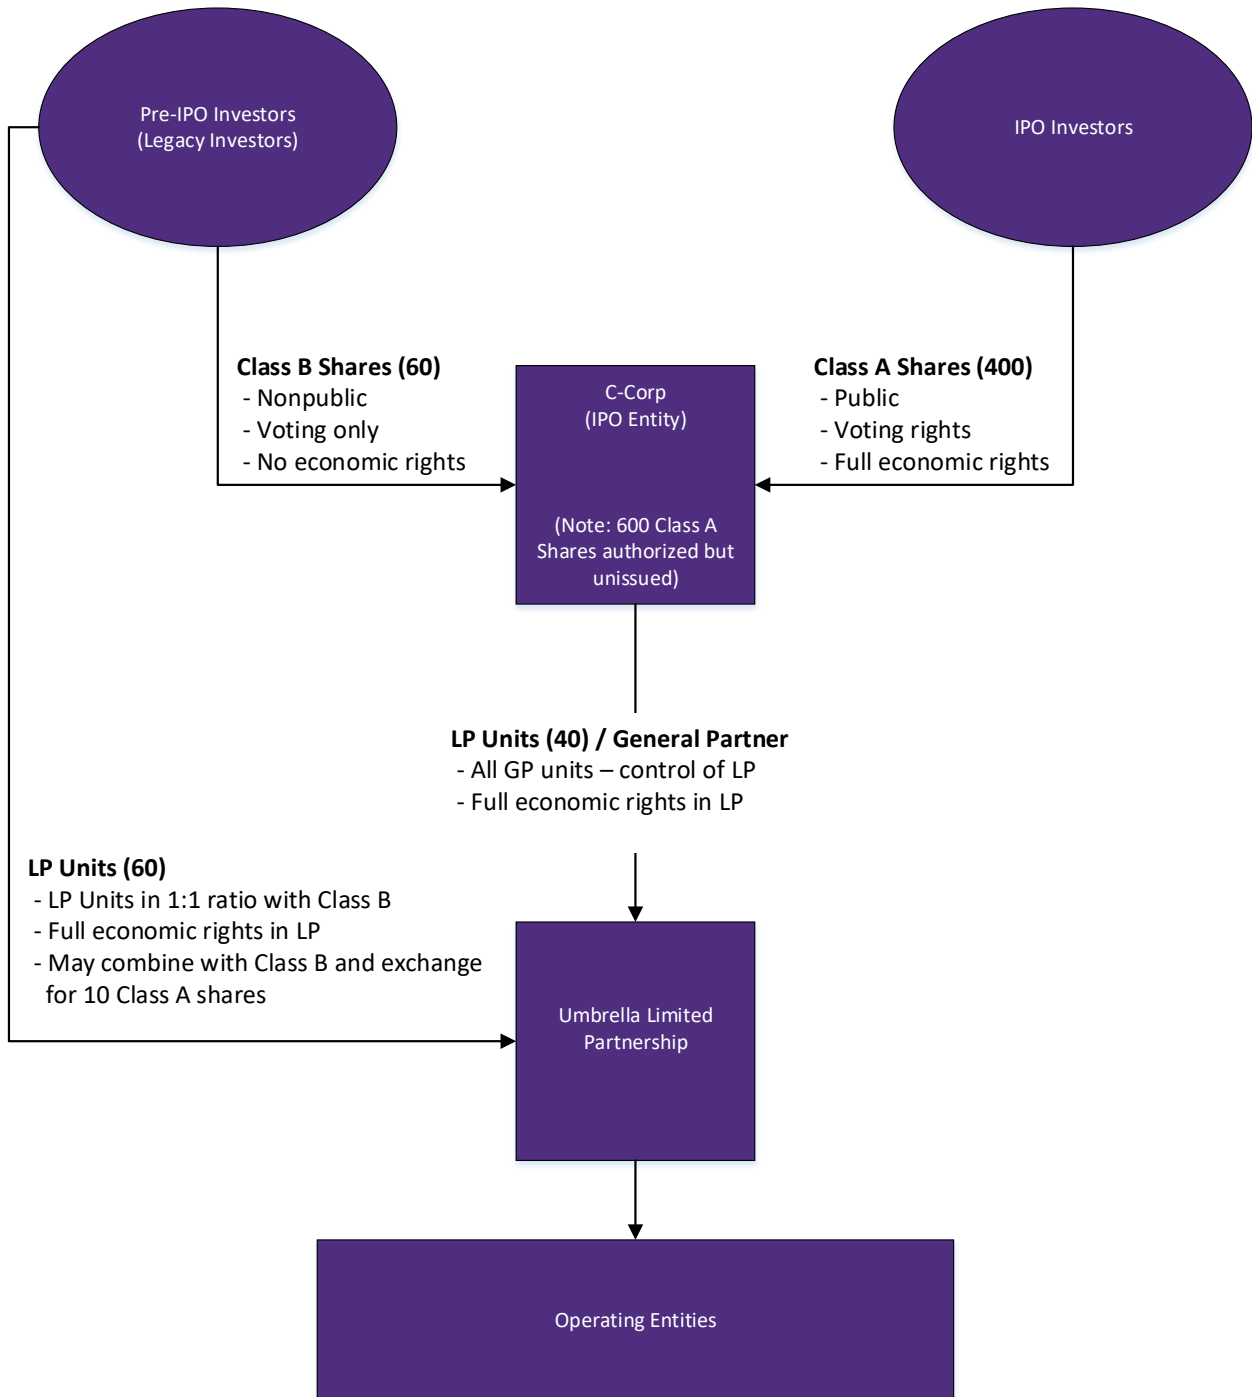 Pre-IPO Investors
(Legacy Investors)
IPO Investors
Class B Shares (60)
- Nonpublic
- Voting only
- No economic rights
C-Corp
(IPO Entity)
(Note: 600 Class A
Shares authorized but
unissued)
Class A Shares (400)
- Public
- Voting rights
- Full economic rights
LP Units (40) / General Partner
- All GP units – control of LP
- Full economic rights in LP
LP Units (60)
- LP Units in 1:1 ratio with Class B
- Full economic rights in LP
- May combine with Class B and exchange
for 10 Class A shares
Umbrella Limited
Partnership
Operating Entities